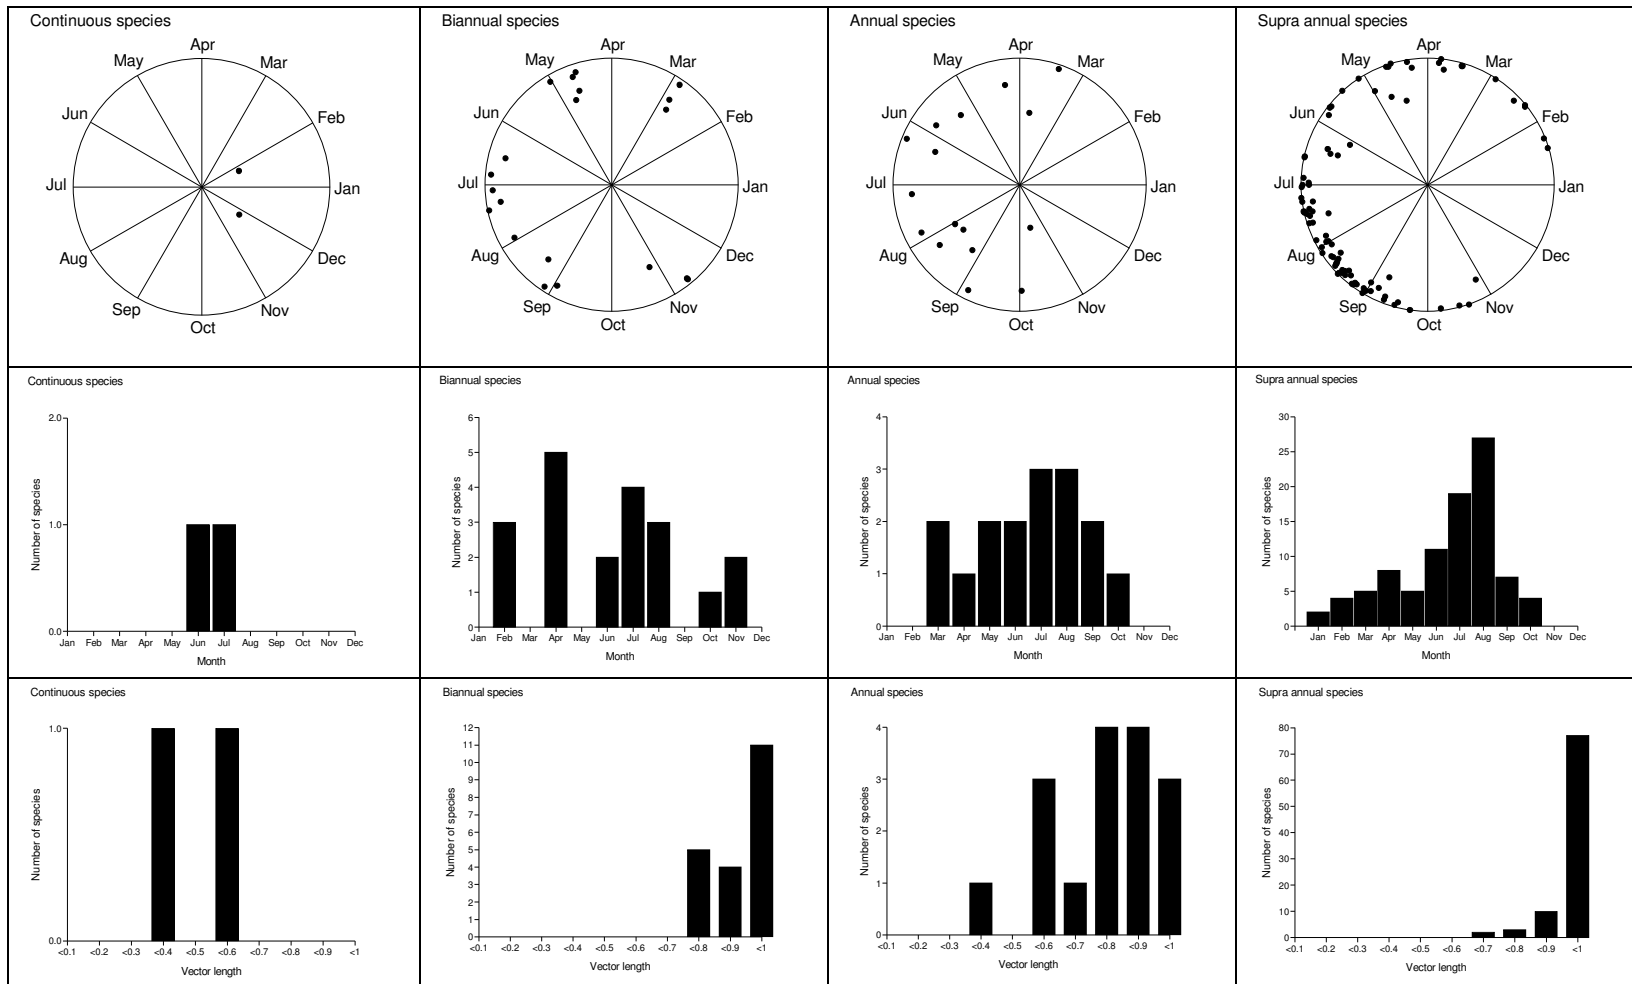 Continuous species
Apr
May
Mar
Jun
Feb
Jul
Jan
Aug
Dec
Sep
Nov
Oct
Biannual species
Apr
May
Mar
Jun
Feb
Jul
Jan
Aug
Dec
Sep
Nov
Oct
Annual species
Apr
May
Mar
Jun
Feb
Jul
Jan
Aug
Dec
Sep
Nov
Oct
Supra annual species
Apr
May
Mar
Jun
Feb
Jul
Jan
Aug
Dec
Sep
Nov
Oct
Continuous species
2.0
1.0
0.0
Number of species
Jan Feb Mar Apr May Jun Jul Aug Sep Oct Nov Dec
Month
Biannual species
6
5
4
3
2
1
0
Number of species
Jan Feb Mar Apr May Jun Jul Aug Sep Oct Nov Dec
Month
Annual species
4
3
2
1
0
Number of species
Jan Feb Mar Apr May Jun Jul Aug Sep Oct Nov Dec
Month
Supra annual species
30
25
20
15
10
5
0
Number of species
Jan Feb Mar Apr May Jun Jul Aug Sep Oct Nov Dec
Month
Continuous species
1.0
0.0
Number of species
<0.1 <0.2 <0.3 <0.4 <0.5 <0.6 <0.7 <0.8 <0.9 <1
Vector length
Biannual species
12
11
10
9
8
7
6
5
4
3
2
1
0
Number of species
<0.1 <0.2 <0.3 <0.4 <0.5 <0.6 <0.7 <0.8 <0.9 <1
Vector length
Annual species
4
3
2
1
0
Number of species
<0.1 <0.2 <0.3 <0.4 <0.5 <0.6 <0.7 <0.8 <0.9 <1
Vector length
Supra annual species
80
70
60
50
40
30
20
10
0
Number of species
<0.1 <0.2 <0.3 <0.4 <0.5 <0.6 <0.7 <0.8 <0.9 <1
Vector length